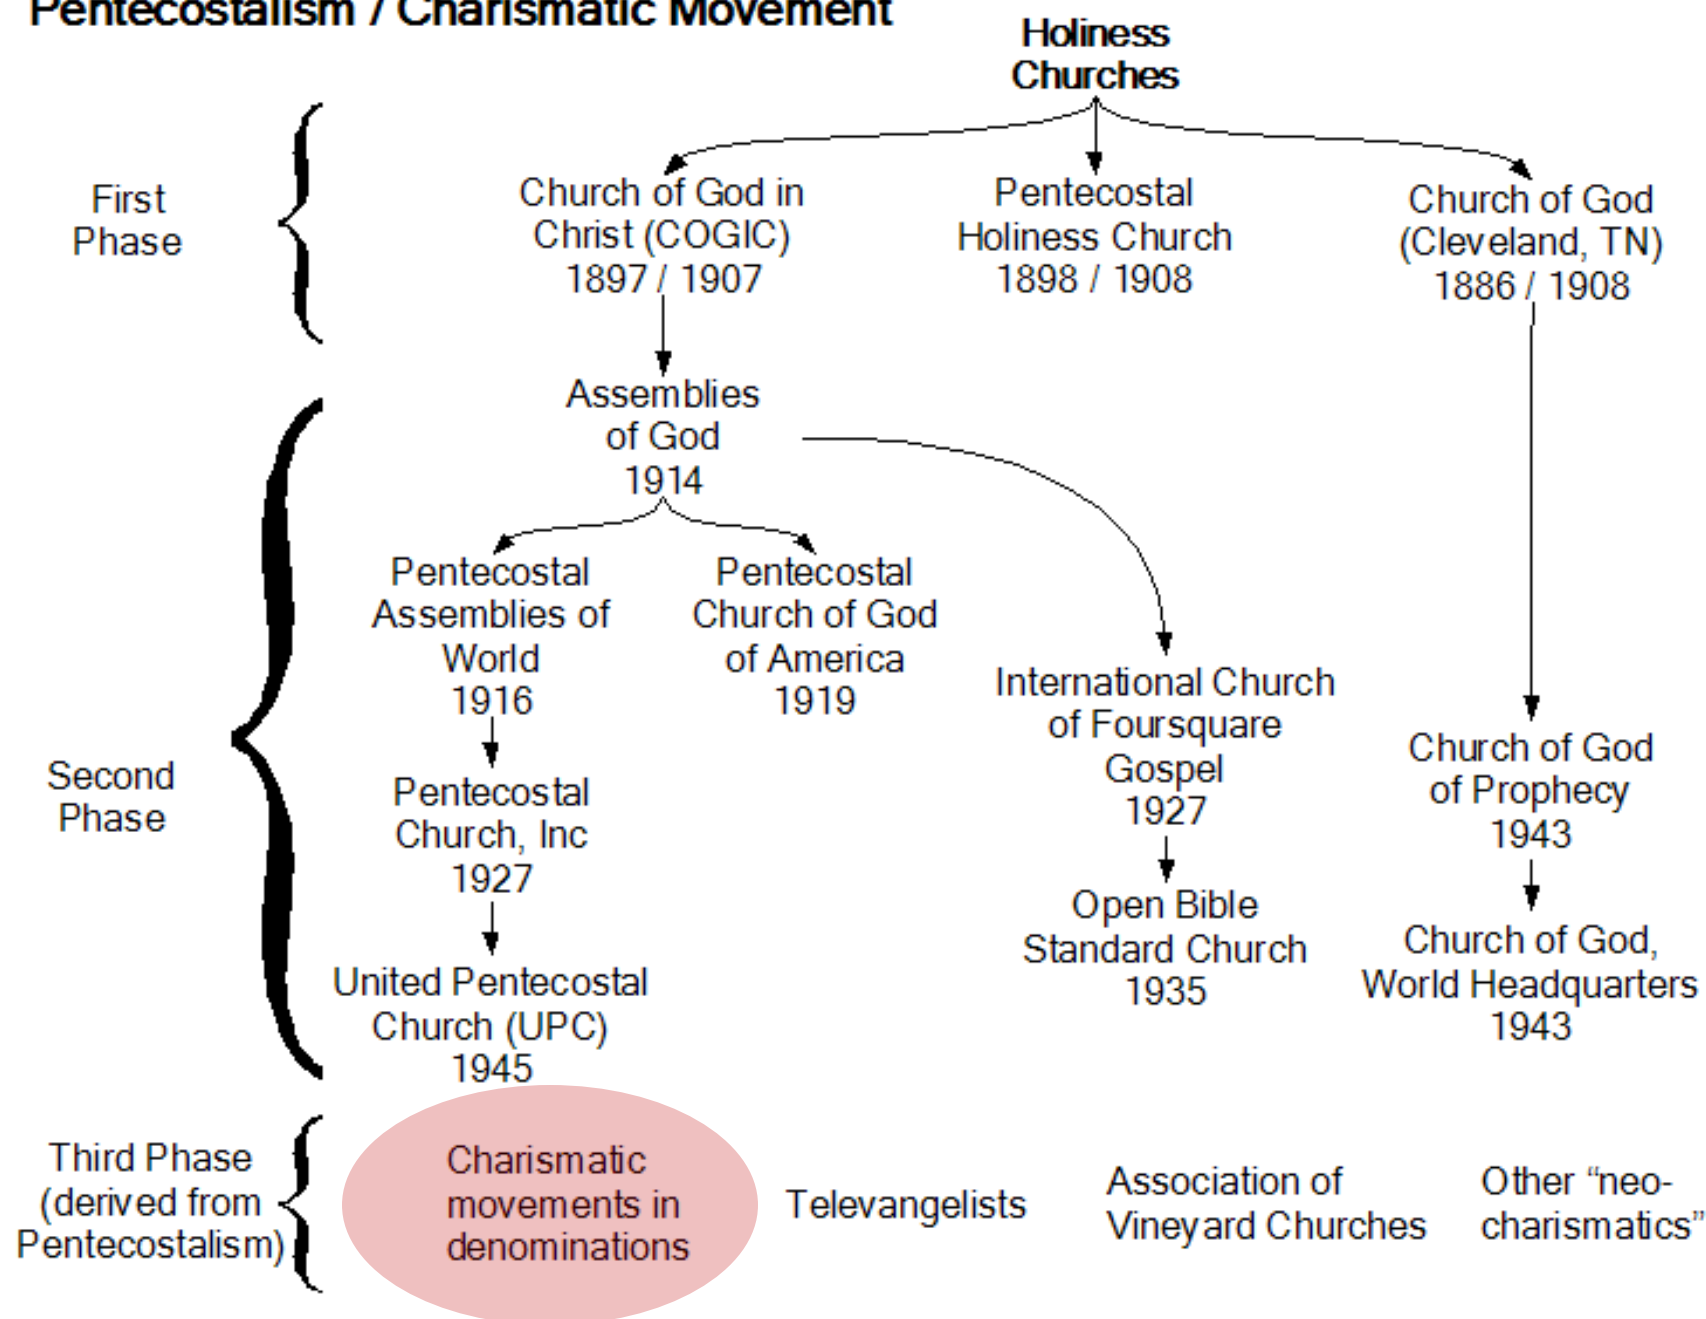 Pentecostalism / Charismatic Movement
Holiness
Churches
First
Phase
Church of God in
Christ (COGIC)
1897 / 1907
Pentecostal
Holiness Church
1898 / 1908
Church of God
(Cleveland, TN)
1886 / 1908
Second
Phase
Assemblies
of God
1914
Pentecostal
Assemblies of
World
1916
Pentecostal
Church of God
of America
1919
International Church
of Foursquare
Gospel
1927
Church of God
of Prophecy
1943
Pentecostal
Church, Inc
1927
Open Bible
Standard Church
1935
Church of God,
World Headquarters
1943
United Pentecostal
Church (UPC)
1945
Third Phase
(derived from
Pentecostalism)
Charismatic
movements in
denominations
Televangelists
Association of
Vineyard Churches
Other “neo-
charismatics”